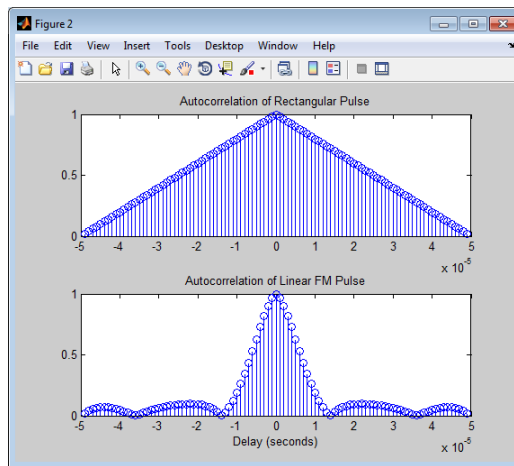 Figure 2
File Edit View Insert Tools Desktop Window Help
Autocorrelation of Rectangular Pulse
1
0.5
0
-5 -4 -3 -2 -1 0 1 2 3 4 5
x 10^-5
Autocorrelation of Linear FM Pulse
1
0.5
0
-5 -4 -3 -2 -1 0 1 2 3 4 5
Delay (seconds)
x 10^-5